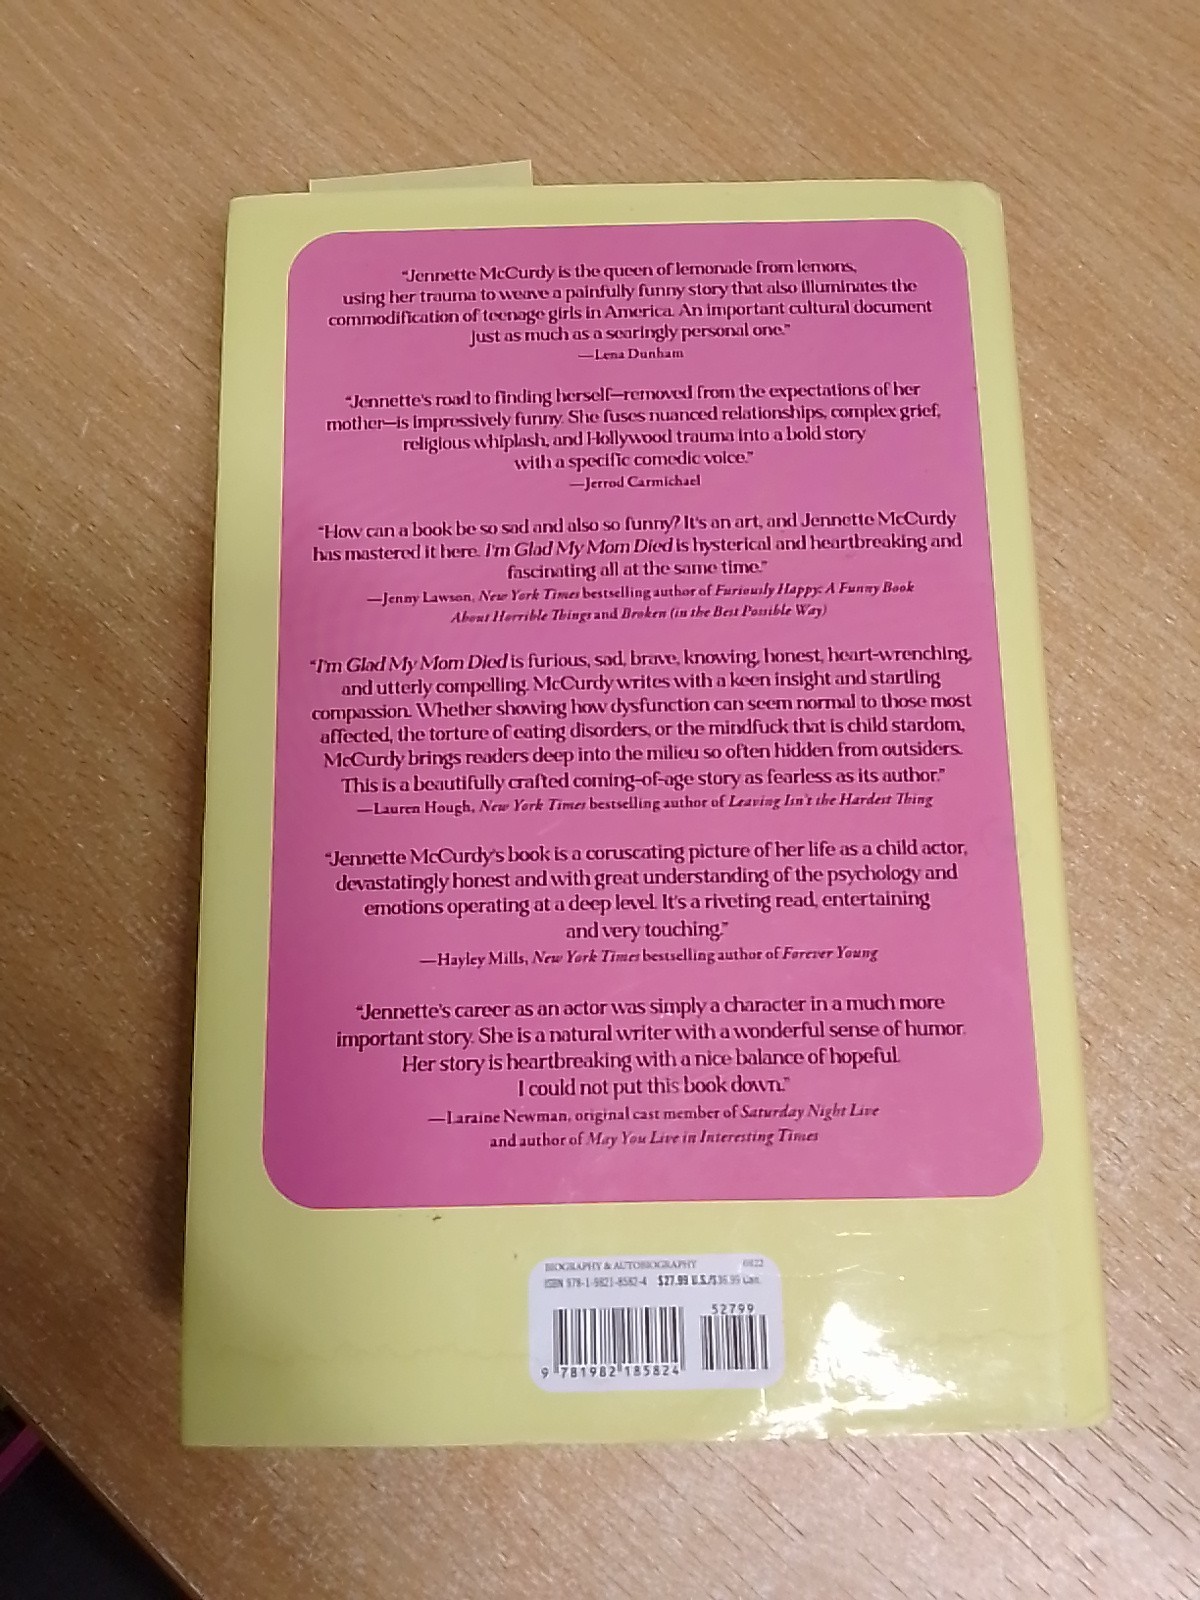 “Jennette McCurdy is the queen of lemonade from lemons,
using her trauma to weave a painfully funny story that also illuminates the
commodification of teenage girls in America. An important cultural document
just as much as a searingly personal one.”
—Lena Dunham
“Jennette’s road to finding herself—removed from the expectations of her
mother—is impressively funny. She fuses nuanced relationships, complex grief,
religious whiplash, and Hollywood trauma into a bold story
with a specific comedic voice.”
—Jerrod Carmichael
“How can a book be so sad and also so funny? It’s an art, and Jennette McCurdy
has mastered it here. I’m Glad My Mom Died is hysterical and heartbreaking and
fascinating all at the same time.”
—Jenny Lawson, New York Times bestselling author of Furiously Happy: A Funny Book
About Horrible Things and Broken (in the Best Possible Way)
“I’m Glad My Mom Died is furious, sad, brave, knowing, honest, heart-wrenching,
and utterly compelling. McCurdy writes with a keen insight and startling
compassion. Whether showing how dysfunction can seem normal to those most
affected, the torture of eating disorders, or the mindfuck that is child stardom,
McCurdy brings readers deep into the milieu so often hidden from outsiders.
This is a beautifully crafted coming-of-age story as fearless as its author.”
—Lauren Hough, New York Times bestselling author of Leaving Isn’t the Hardest Thing
“Jennette McCurdy’s book is a coruscating picture of her life as a child actor,
devastatingly honest and with great understanding of the psychology and
emotions operating at a deep level. It’s a riveting read, entertaining
and very touching.”
—Hayley Mills, New York Times bestselling author of Forever Young
“Jennette’s career as an actor was simply a character in a much more
important story. She is a natural writer with a wonderful sense of humor.
Her story is heartbreaking with a nice balance of hopeful.
I could not put this book down.”
—Laraine Newman, original cast member of Saturday Night Live
and author of May You Live in Interesting Times
BIOGRAPHY & AUTOBIOGRAPHY 0822
ISBN 978-1-9821-8582-4 $27.99 U.S./$36.99 Can.
52799
9 781982 185824